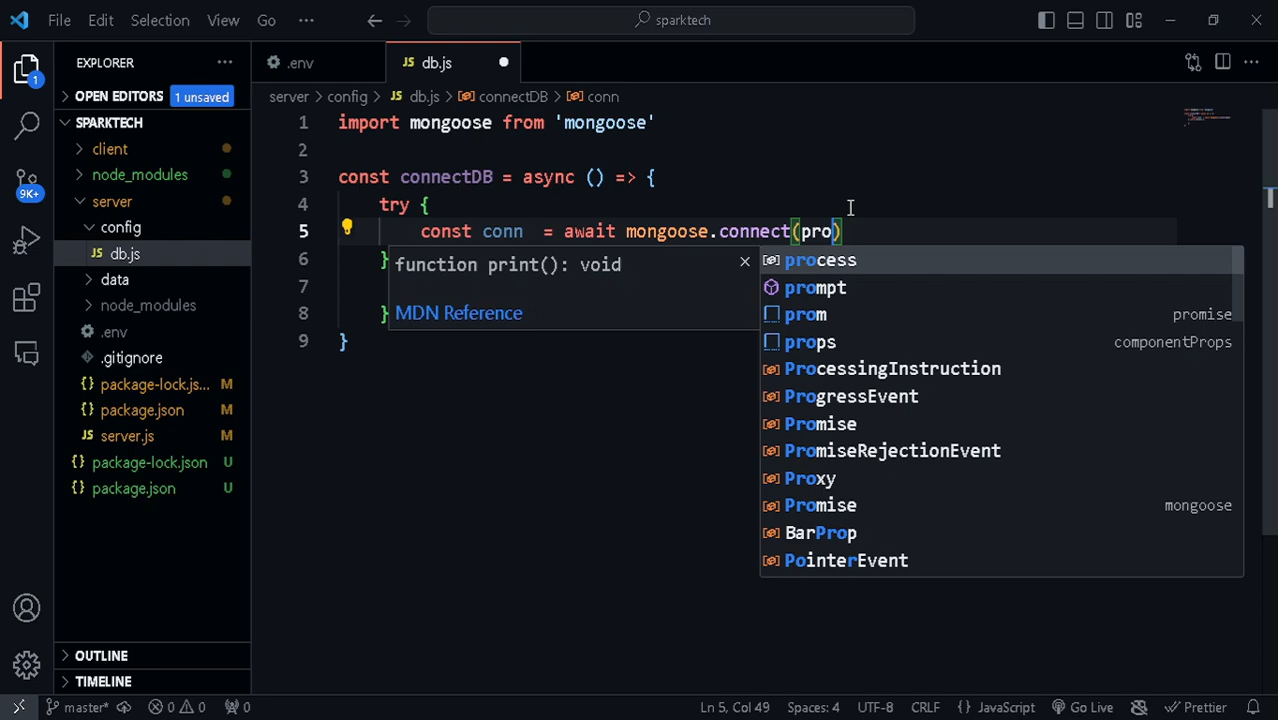 File Edit Selection View Go ··· sparktech
EXPLORER ···
.env
JS db.js
OPEN EDITORS 1 unsaved
server > config > JS db.js > connectDB > conn
SPARKTECH
client
node_modules
server
config
JS db.js
data
node_modules
.env
.gitignore
package-lock.js... M
package.json M
JS server.js M
package-lock.json U
package.json U
OUTLINE
TIMELINE
1
9K+
1 import mongoose from 'mongoose'
2
3 const connectDB = async () => {
4 try {
5 const conn  = await mongoose.connect(pro)
6 }
7
8 }
9 }
function print(): void
MDN Reference
process
prompt
prom promise
props componentProps
ProcessingInstruction
ProgressEvent
Promise
PromiseRejectionEvent
Proxy
Promise mongoose
BarProp
PointerEvent
master* 0 0 0 Ln 5, Col 49 Spaces: 4 UTF-8 CRLF {} JavaScript Go Live Prettier